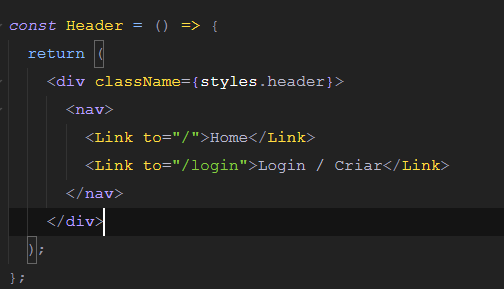 const Header = () => {
return (
<div className={styles.header}>
<nav>
<Link to="/">Home</Link>
<Link to="/login">Login / Criar</Link>
</nav>
</div>
);
};